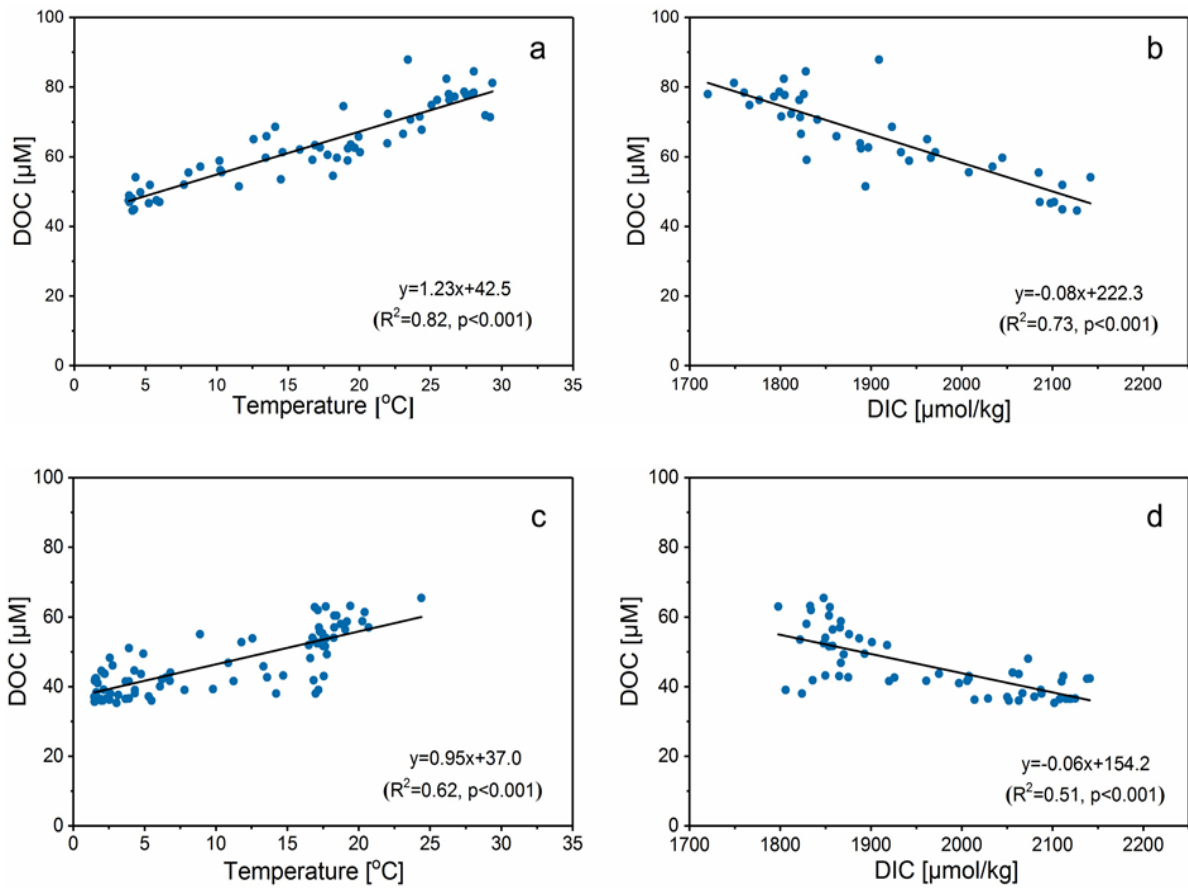 a
DOC [µM]
100
80
60
40
20
0
0 5 10 15 20 25 30 35
Temperature [°C]
y=1.23x+42.5
(R²=0.82, p<0.001)
b
DOC [µM]
100
80
60
40
20
0
1700 1800 1900 2000 2100 2200
DIC [µmol/kg]
y=-0.08x+222.3
(R²=0.73, p<0.001)
c
DOC [µM]
100
80
60
40
20
0
0 5 10 15 20 25 30 35
Temperature [°C]
y=0.95x+37.0
(R²=0.62, p<0.001)
d
DOC [µM]
100
80
60
40
20
0
1700 1800 1900 2000 2100 2200
DIC [µmol/kg]
y=-0.06x+154.2
(R²=0.51, p<0.001)